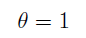 θ = 1